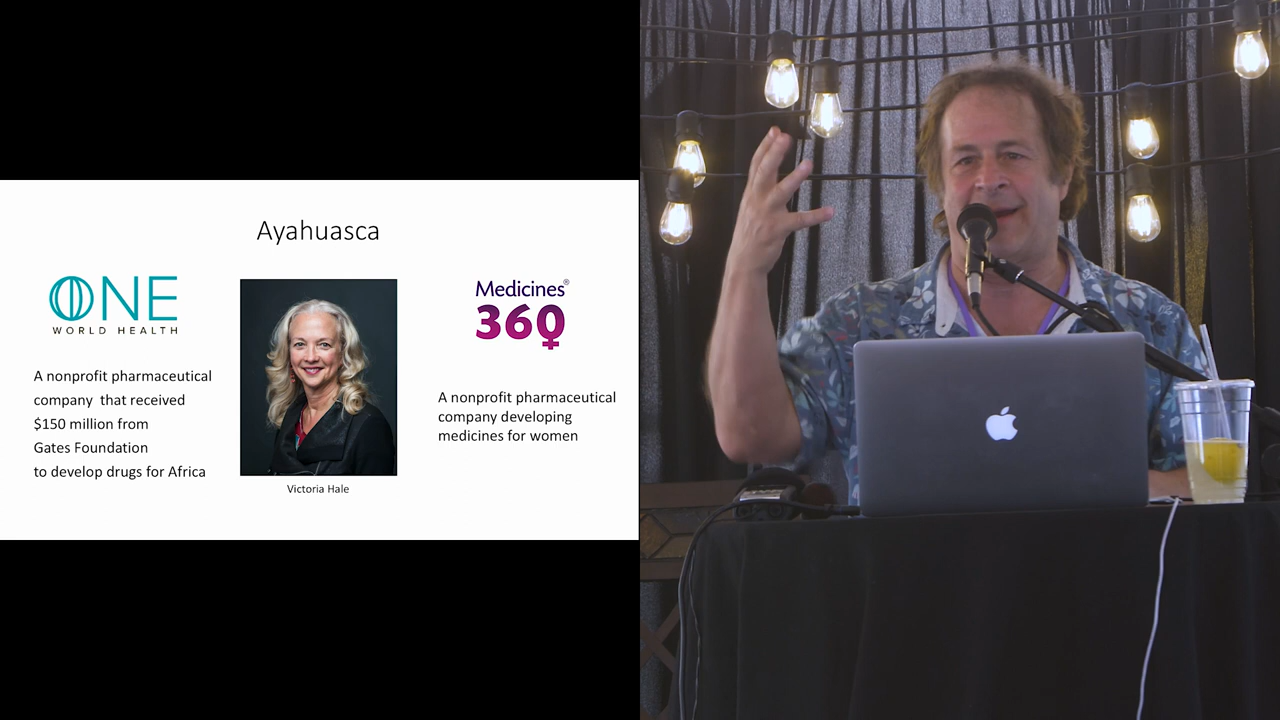 Ayahuasca
ONE
WORLD HEALTH
A nonprofit pharmaceutical
company that received
$150 million from
Gates Foundation
to develop drugs for Africa
Victoria Hale
Medicines®
360
A nonprofit pharmaceutical
company developing
medicines for women